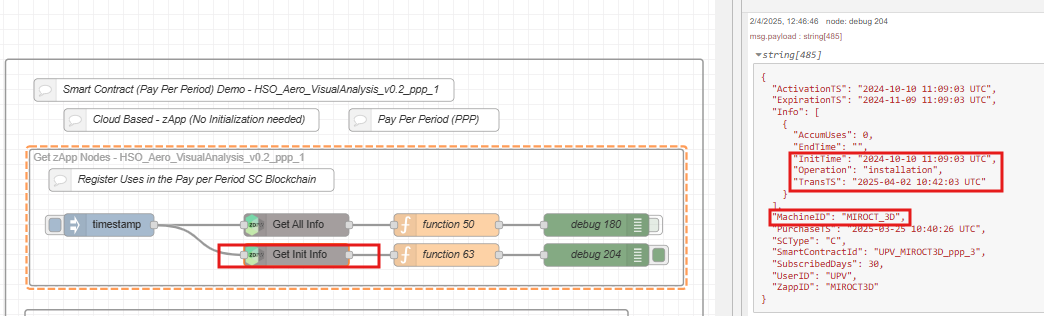 Smart Contract (Pay Per Period) Demo - HSO_Aero_VisualAnalysis_v0.2_ppp_1
Cloud Based - zApp (No Initialization needed)
Pay Per Period (PPP)
Get zApp Nodes - HSO_Aero_VisualAnalysis_v0.2_ppp_1
Register Uses in the Pay per Period SC Blockchain
timestamp
Get All Info
function 50
debug 180
Get Init Info
function 63
debug 204
2/4/2025, 12:46:46 node: debug 204
msg.payload : string[485]
string[485]
{
"ActivationTS": "2024-10-10 11:09:03 UTC",
"ExpirationTS": "2024-11-09 11:09:03 UTC",
"Info": [
{
"AccumUses": 0,
"EndTime": "",
"InitTime": "2024-10-10 11:09:03 UTC",
"Operation": "installation",
"TransTS": "2025-04-02 10:42:03 UTC"
}
],
"MachineID": "MIROCT_3D",
"PurchaseTS": "2025-03-25 10:40:26 UTC",
"SCType": "C",
"SmartContractId": "UPV_MIROCT3D_ppp_3",
"SubscribedDays": 30,
"UserID": "UPV",
"ZappID": "MIROCT3D"
}